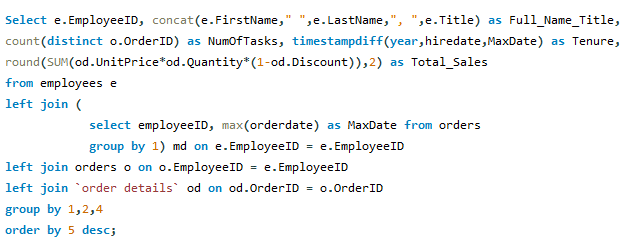 Select e.EmployeeID, concat(e.FirstName," ",e.LastName,", ",e.Title) as Full_Name_Title,
count(distinct o.OrderID) as NumOfTasks, timestampdiff(year,hiredate,MaxDate) as Tenure,
round(SUM(od.UnitPrice*od.Quantity*(1-od.Discount)),2) as Total_Sales
from employees e
left join (
select employeeID, max(orderdate) as MaxDate from orders
group by 1) md on e.EmployeeID = e.EmployeeID
left join orders o on o.EmployeeID = e.EmployeeID
left join `order details` od on od.OrderID = o.OrderID
group by 1,2,4
order by 5 desc;